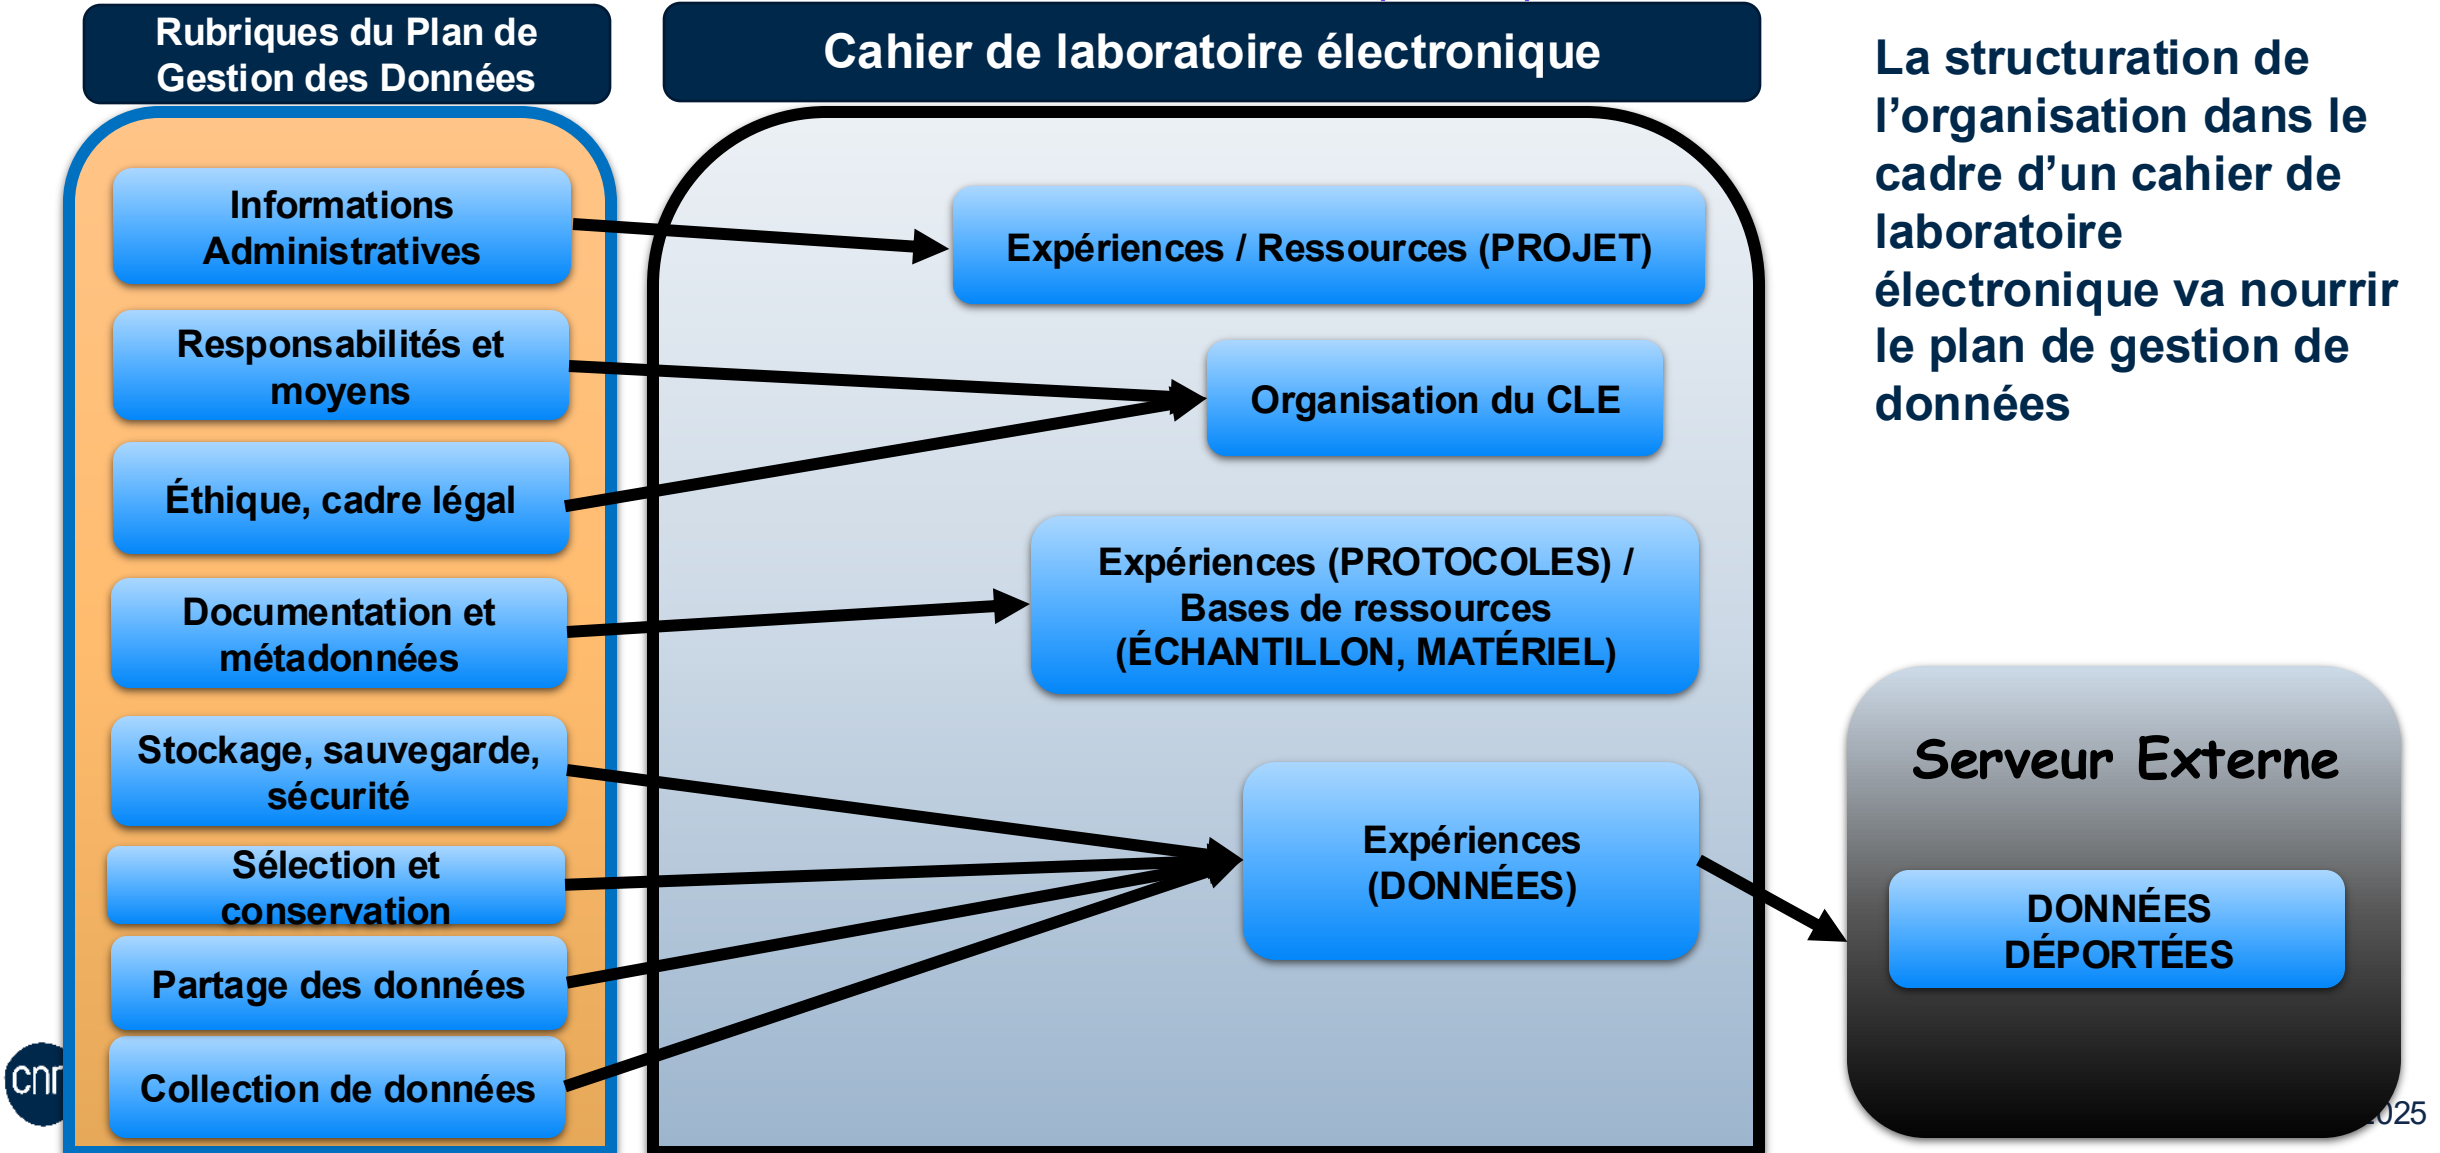 Rubriques du Plan de
Gestion des Données
Cahier de laboratoire électronique
La structuration de
l’organisation dans le
cadre d’un cahier de
laboratoire
électronique va nourrir
le plan de gestion de
données
Informations
Administratives
Responsabilités et
moyens
Éthique, cadre légal
Documentation et
métadonnées
Stockage, sauvegarde,
sécurité
Sélection et
conservation
Partage des données
Collection de données
Expériences / Ressources (PROJET)
Organisation du CLE
Expériences (PROTOCOLES) /
Bases de ressources
(ÉCHANTILLON, MATÉRIEL)
Expériences
(DONNÉES)
Serveur Externe
DONNÉES
DÉPORTÉES